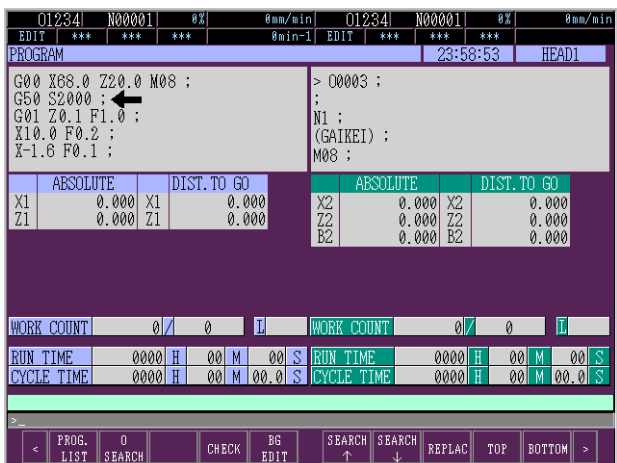 O1234 N00001 0% 0mm/min O1234 N00001 0% 0mm/min
EDIT *** *** *** 0min-1 EDIT *** *** ***
PROGRAM 23:58:53 HEAD1
G00 X68.0 Z20.0 M08 ;
G50 S2000 ;
G01 Z0.1 F1.0 ;
X10.0 F0.2 ;
X-1.6 F0.1 ;
> O0003 ;
;
N1 ;
(GAIKEI) ;
M08 ;
ABSOLUTE DIST. TO GO
X1 0.000 X1 0.000
Z1 0.000 Z1 0.000
ABSOLUTE DIST. TO GO
X2 0.000 X2 0.000
Z2 0.000 Z2 0.000
B2 0.000 B2 0.000
WORK COUNT 0 / 0 L WORK COUNT 0 / 0 L
RUN TIME 0000 H 00 M 00 S RUN TIME 0000 H 00 M 00 S
CYCLE TIME 0000 H 00 M 00.0 S CYCLE TIME 0000 H 00 M 00.0 S
>_
< PROG. LIST O SEARCH CHECK BG EDIT SEARCH ↑ SEARCH ↓ REPLAC TOP BOTTOM >